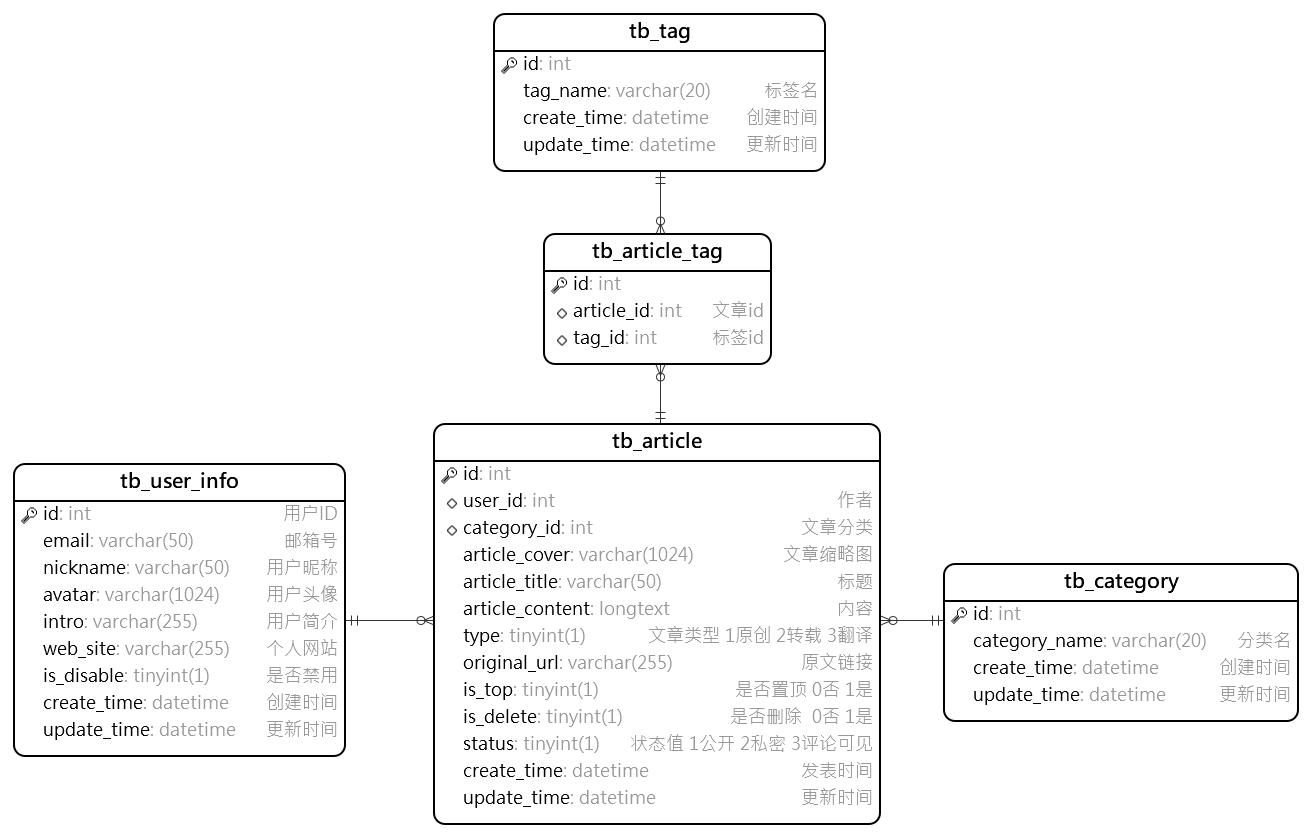 tb_tag
id: int
tag_name: varchar(20) 标签名
create_time: datetime 创建时间
update_time: datetime 更新时间
tb_article_tag
id: int
article_id: int 文章id
tag_id: int 标签id
tb_article
id: int
user_id: int 作者
category_id: int 文章分类
article_cover: varchar(1024) 文章缩略图
article_title: varchar(50) 标题
article_content: longtext 内容
type: tinyint(1) 文章类型 1原创 2转载 3翻译
original_url: varchar(255) 原文链接
is_top: tinyint(1) 是否置顶 0否 1是
is_delete: tinyint(1) 是否删除 0否 1是
status: tinyint(1) 状态值 1公开 2私密 3评论可见
create_time: datetime 发表时间
update_time: datetime 更新时间
tb_user_info
id: int 用户ID
email: varchar(50) 邮箱号
nickname: varchar(50) 用户昵称
avatar: varchar(1024) 用户头像
intro: varchar(255) 用户简介
web_site: varchar(255) 个人网站
is_disable: tinyint(1) 是否禁用
create_time: datetime 创建时间
update_time: datetime 更新时间
tb_category
id: int
category_name: varchar(20) 分类名
create_time: datetime 创建时间
update_time: datetime 更新时间